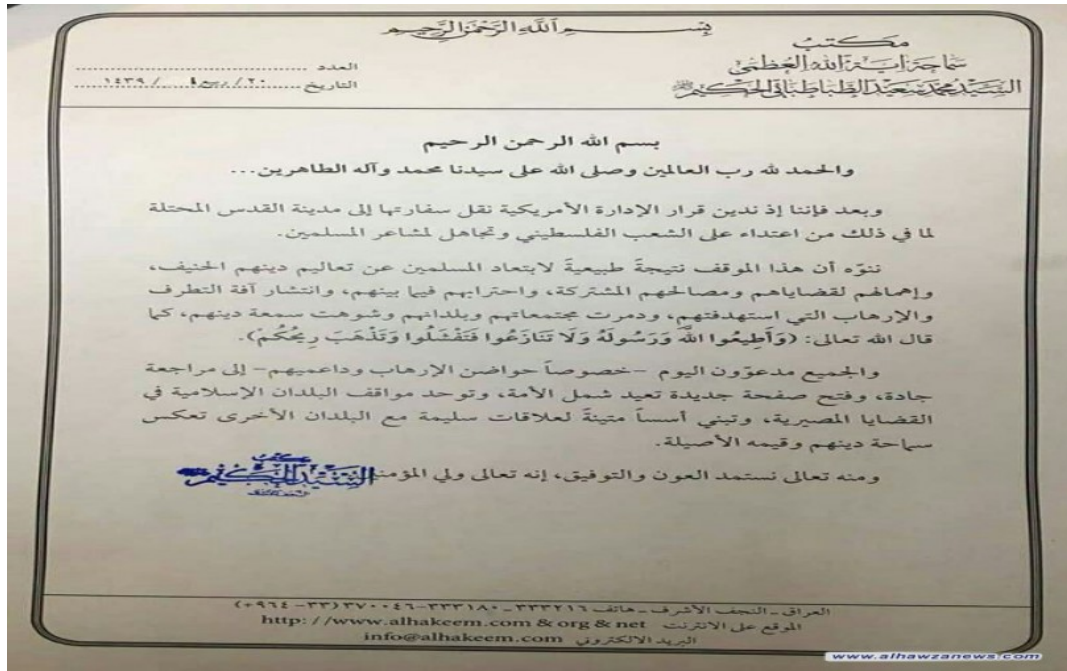 بسم الله الرحمن الرحيم
مكتب
سماحة آية الله العظمى
السيد محمد سعيد الطباطبائي الحكيم
العدد
التاريخ ٢٠/ ربيع ١/ ١٤٣٩
بسم الله الرحمن الرحيم
والحمد لله رب العالمين وصلى الله على سيدنا محمد وآله الطاهرين...
وبعد فإننا إذ ندين قرار الإدارة الأمريكية نقل سفارتها إلى مدينة القدس المحتلة
لما في ذلك من اعتداء على الشعب الفلسطيني وتجاهل لمشاعر المسلمين.
ننوّه أن هذا الموقف نتيجةً طبيعيةً لابتعاد المسلمين عن تعاليم دينهم الحنيف،
وإهمالهم لقضاياهم ومصالحهم المشتركة، واحترابهم فيما بينهم، وانتشار آفة التطرف
والإرهاب التي استهدفتهم، ودمرت مجتمعاتهم وبلدانهم وشوهت سمعة دينهم، كما
قال الله تعالى: (وَأَطِيعُوا اللَّهَ وَرَسُولَهُ وَلَا تَنَازَعُوا فَتَفْشَلُوا وَتَذْهَبَ رِيحُكُمْ).
والجميع مدعوّون اليوم –خصوصاً حواضن الإرهاب وداعميهم– إلى مراجعة
جادة، وفتح صفحة جديدة تعيد شمل الأمة، وتوحد مواقف البلدان الإسلامية في
القضايا المصيرية، وتبني أسساً متينةً لعلاقات سليمة مع البلدان الأخرى تعكس
سماحة دينهم وقيمه الأصيلة.
ومنه تعالى نستمد العون والتوفيق، إنه تعالى ولي
مكتب
السيد الحكيم
العراق - النجف الأشرف - هاتف ٣٣٣٢١٦ - ٣٣٣١٨٠-٣٧٠٠٤٦ (٣٣-٩٦٤+)
الموقع على الانترنت http: //www.alhakeem.com & org & net
البريد الالكتروني info@alhakeem.com
www.alhawzanews.com